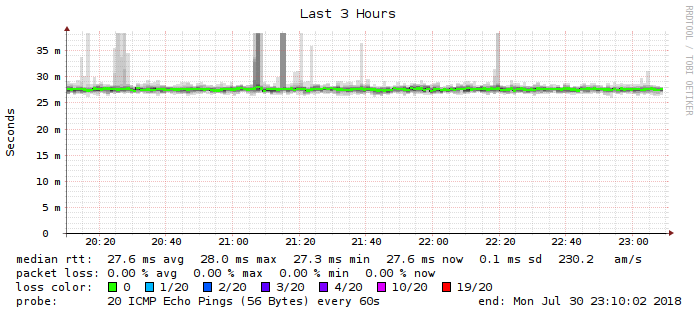 Last 3 Hours
RRDTOOL / TOBI OETIKER
Seconds
35 m
30 m
25 m
20 m
15 m
10 m
5 m
0
20:20 20:40 21:00 21:20 21:40 22:00 22:20 22:40 23:00
median rtt: 27.6 ms avg 28.0 ms max 27.3 ms min 27.6 ms now 0.1 ms sd 230.2 am/s
packet loss: 0.00 % avg 0.00 % max 0.00 % min 0.00 % now
loss color: 0 1/20 2/20 3/20 4/20 10/20 19/20
probe: 20 ICMP Echo Pings (56 Bytes) every 60s end: Mon Jul 30 23:10:02 2018